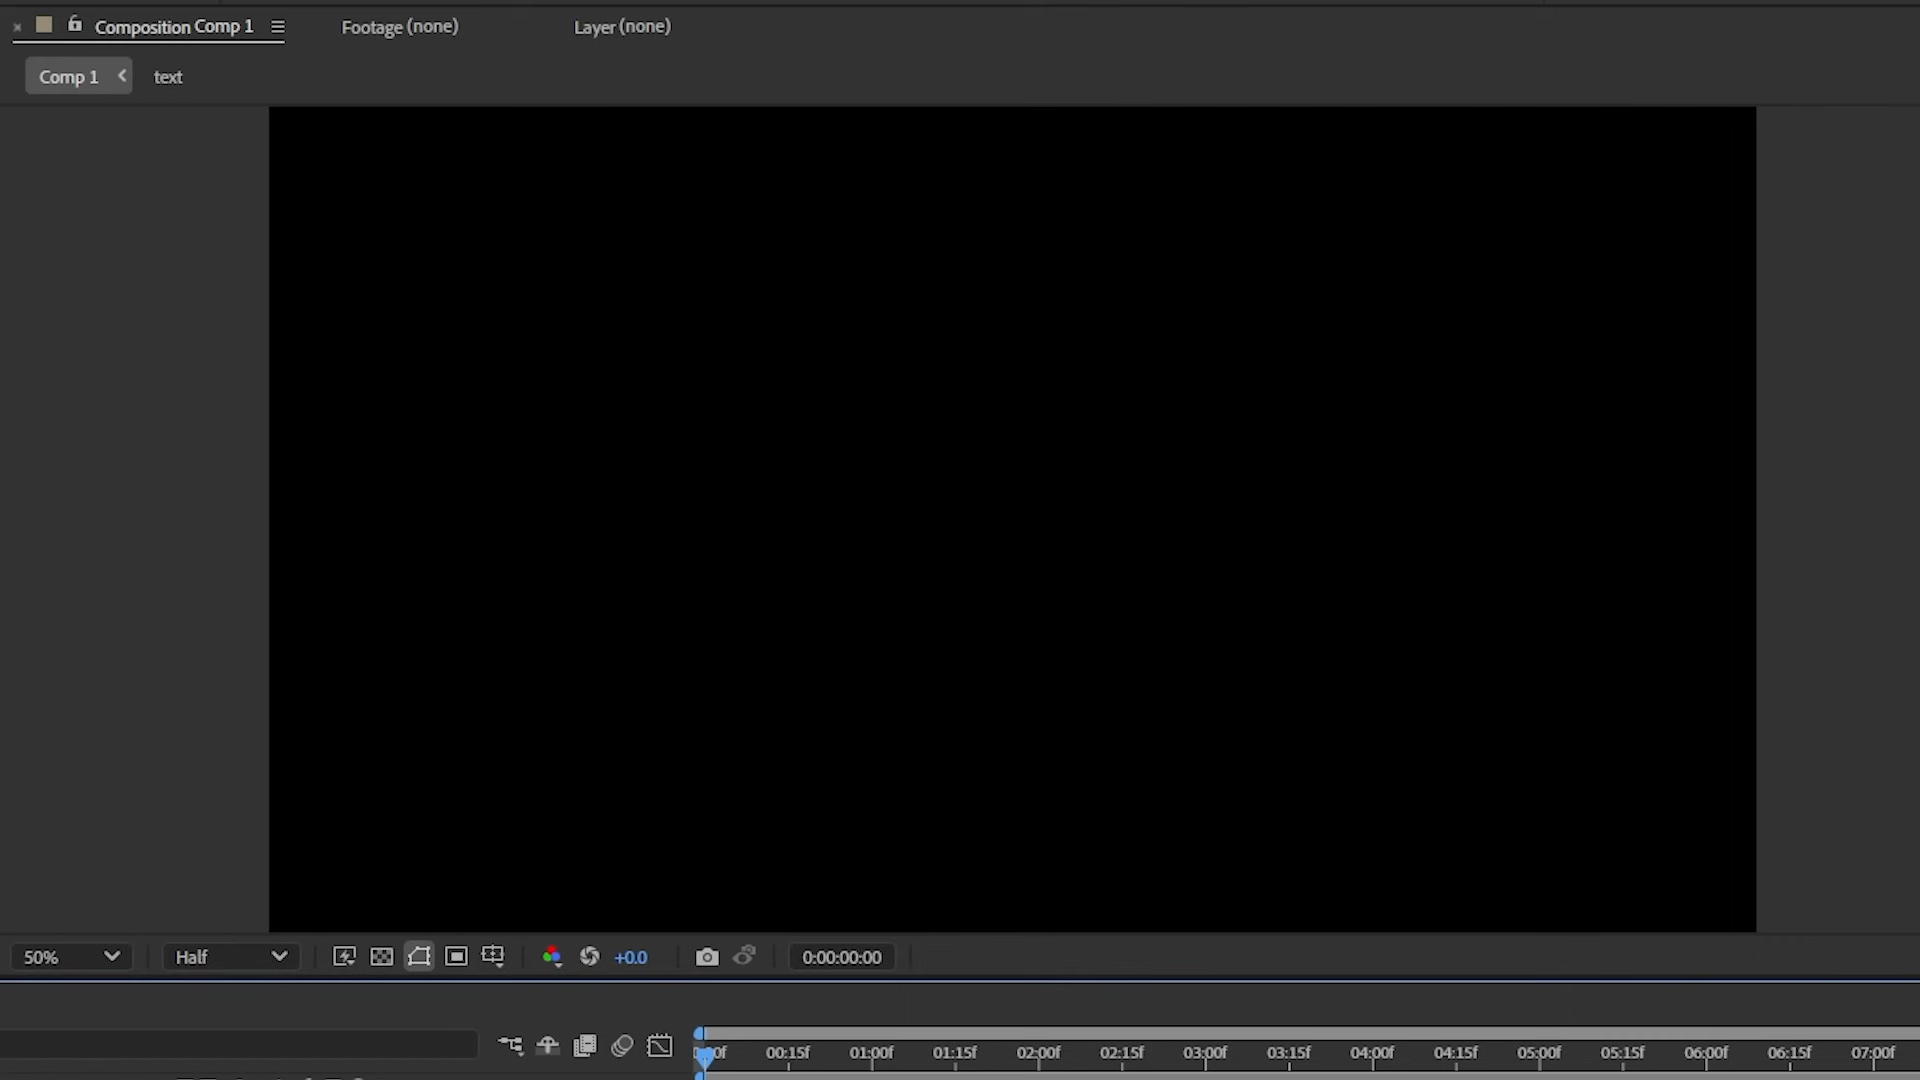 Composition Comp 1
Footage (none)
Layer (none)
Comp 1
text
50%
Half
+0.0
0:00:00:00
00:15f
01:00f
01:15f
02:00f
02:15f
03:00f
03:15f
04:00f
04:15f
05:00f
05:15f
06:00f
06:15f
07:00f